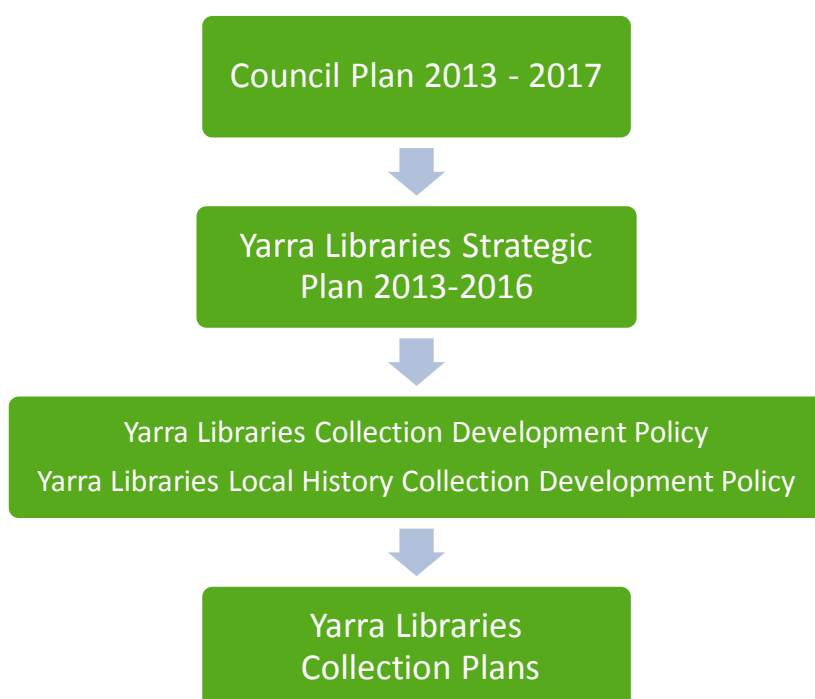 Council Plan 2013 - 2017
Yarra Libraries Strategic
Plan 2013-2016
Yarra Libraries Collection Development Policy
Yarra Libraries Local History Collection Development Policy
Yarra Libraries
Collection Plans